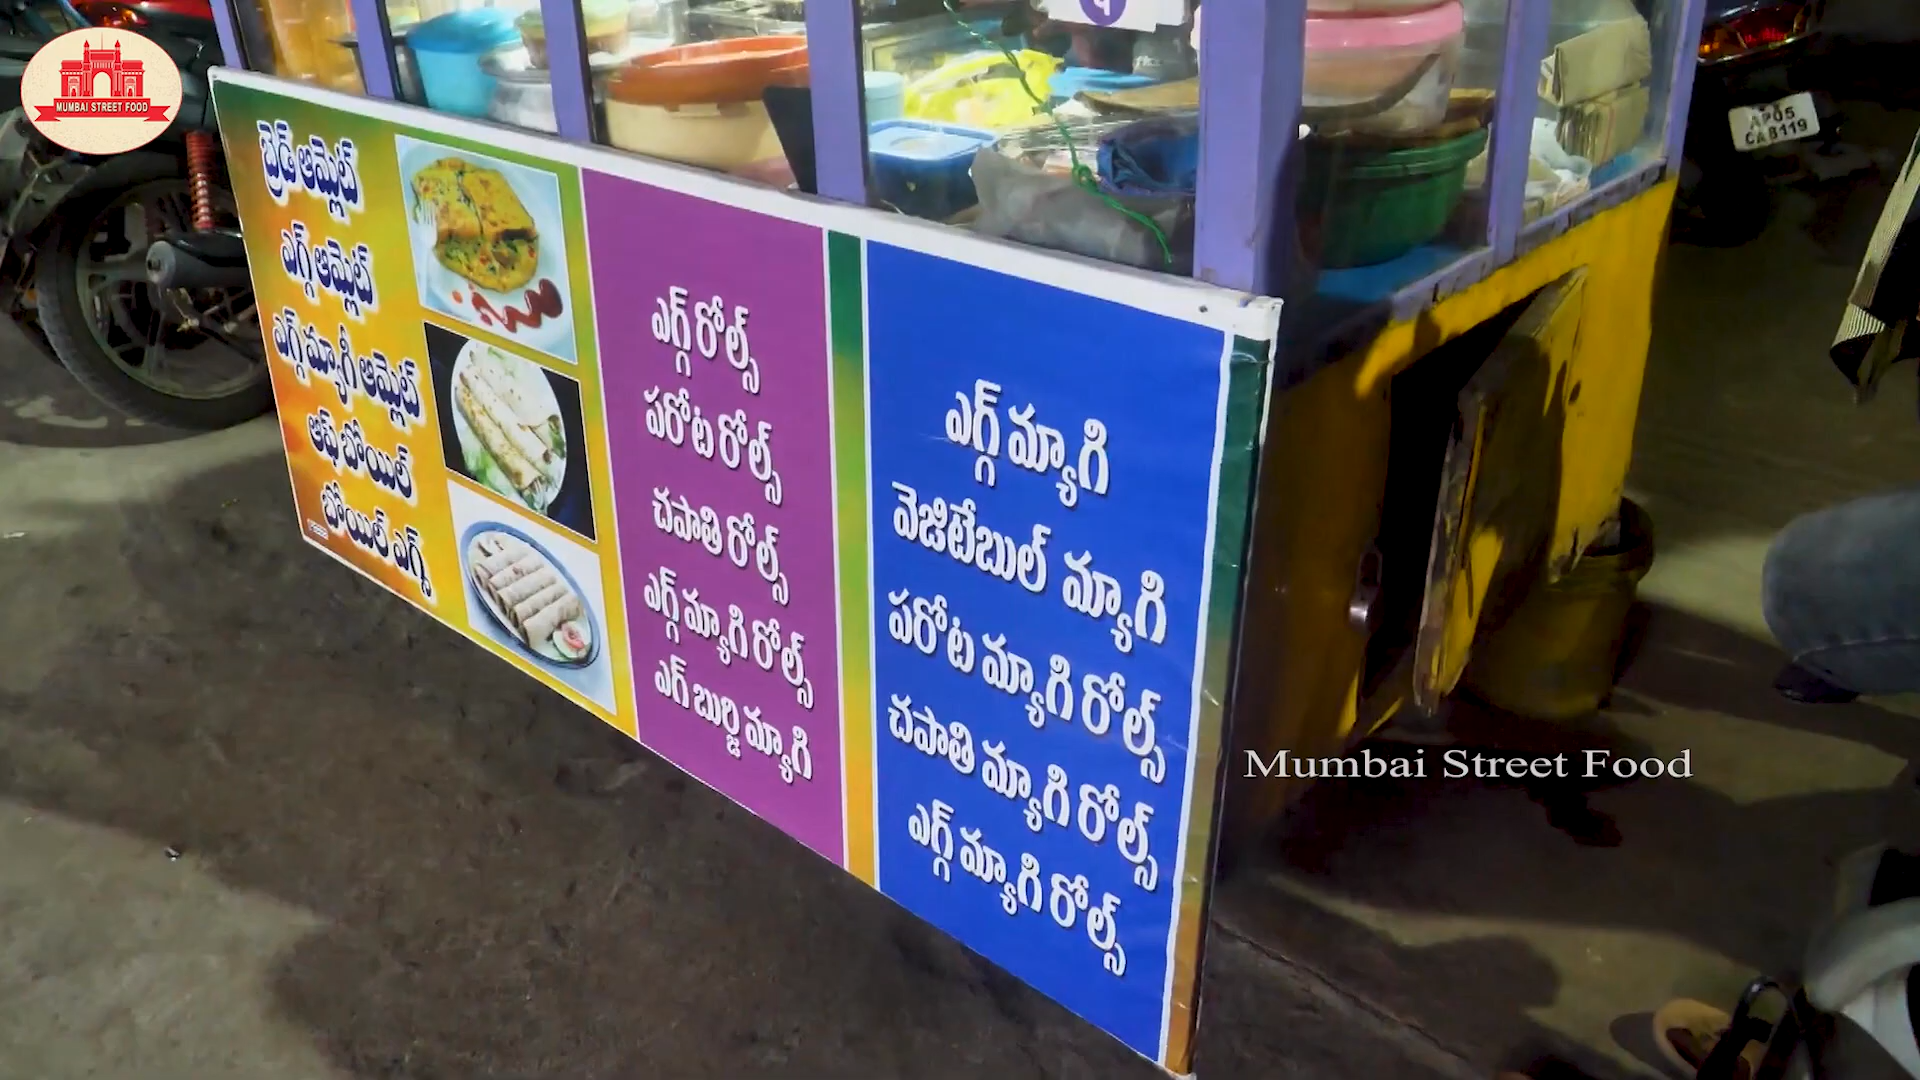 MUMBAI STREET FOOD
AP05
CA8119
బ్రెడ్ ఆమ్లెట్
ఎగ్గ్ ఆమ్లెట్
ఎగ్గ్ మ్యాగీ ఆమ్లెట్
ఆఫ్ బోయిల్
బోయిల్ ఎగ్స్
ఎగ్గ్ రోల్స్
పరోట రోల్స్
చపాతి రోల్స్
ఎగ్గ్ మ్యాగి రోల్స్
ఎగ్ బుర్జి మ్యాగి
ఎగ్గ్ మ్యాగి
వెజిటేబుల్ మ్యాగి
పరోట మ్యాగి రోల్స్
చపాతి మ్యాగి రోల్స్
ఎగ్గ్ మ్యాగి రోల్స్
Mumbai Street Food